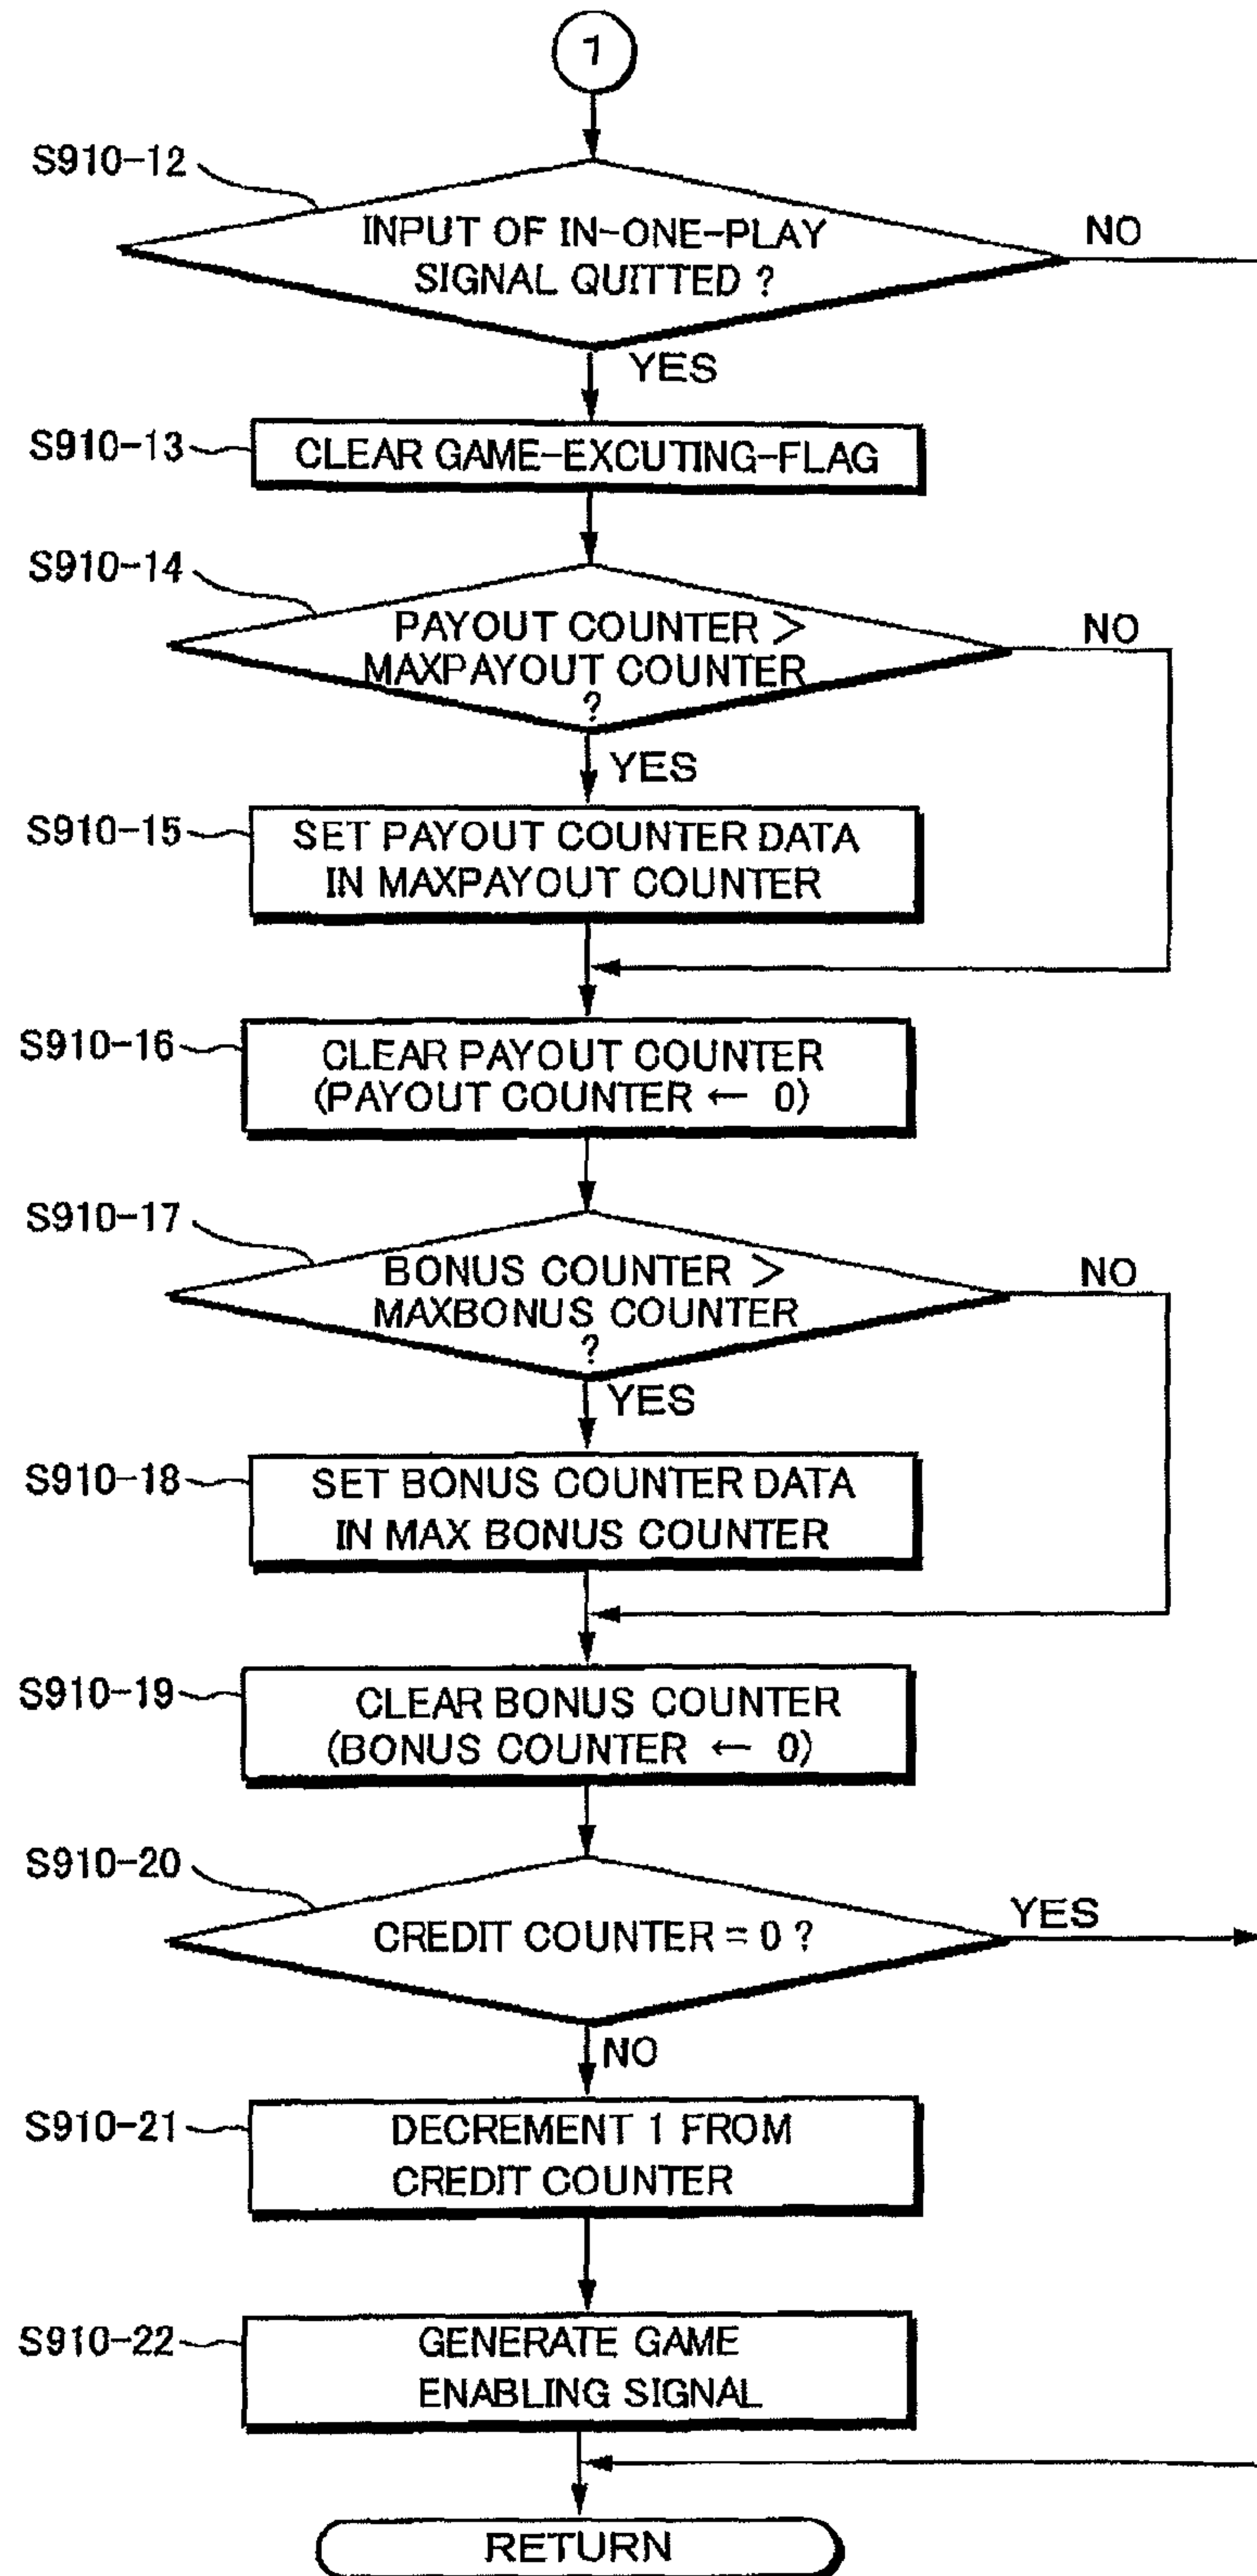 1
S910-12
INPUT OF IN-ONE-PLAY
SIGNAL QUITTED ?
NO
YES
S910-13
CLEAR GAME-EXCUTING-FLAG
S910-14
PAYOUT COUNTER >
MAXPAYOUT COUNTER
?
NO
YES
S910-15
SET PAYOUT COUNTER DATA
IN MAXPAYOUT COUNTER
S910-16
CLEAR PAYOUT COUNTER
(PAYOUT COUNTER ← 0)
S910-17
BONUS COUNTER >
MAXBONUS COUNTER
?
NO
YES
S910-18
SET BONUS COUNTER DATA
IN MAX BONUS COUNTER
S910-19
CLEAR BONUS COUNTER
(BONUS COUNTER ← 0)
S910-20
CREDIT COUNTER = 0 ?
YES
NO
S910-21
DECREMENT 1 FROM
CREDIT COUNTER
S910-22
GENERATE GAME
ENABLING SIGNAL
RETURN